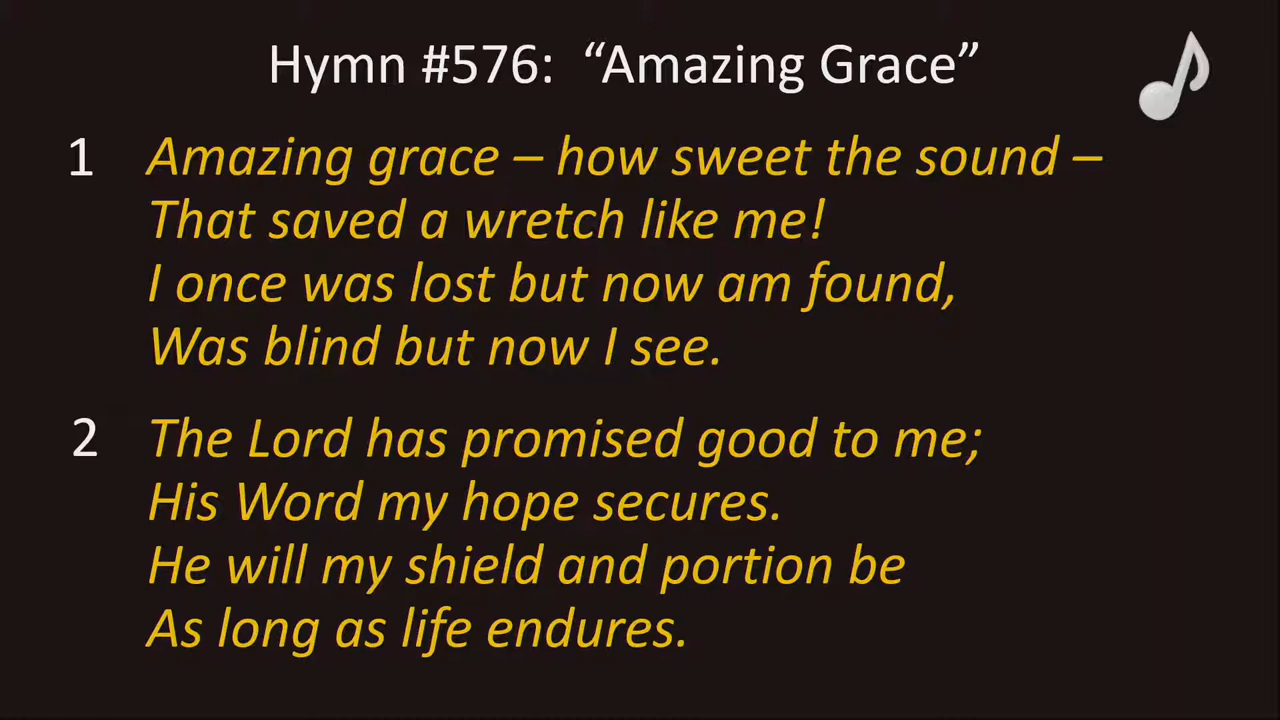 Hymn #576:  “Amazing Grace”
1 Amazing grace – how sweet the sound –
That saved a wretch like me!
I once was lost but now am found,
Was blind but now I see.
2 The Lord has promised good to me;
His Word my hope secures.
He will my shield and portion be
As long as life endures.